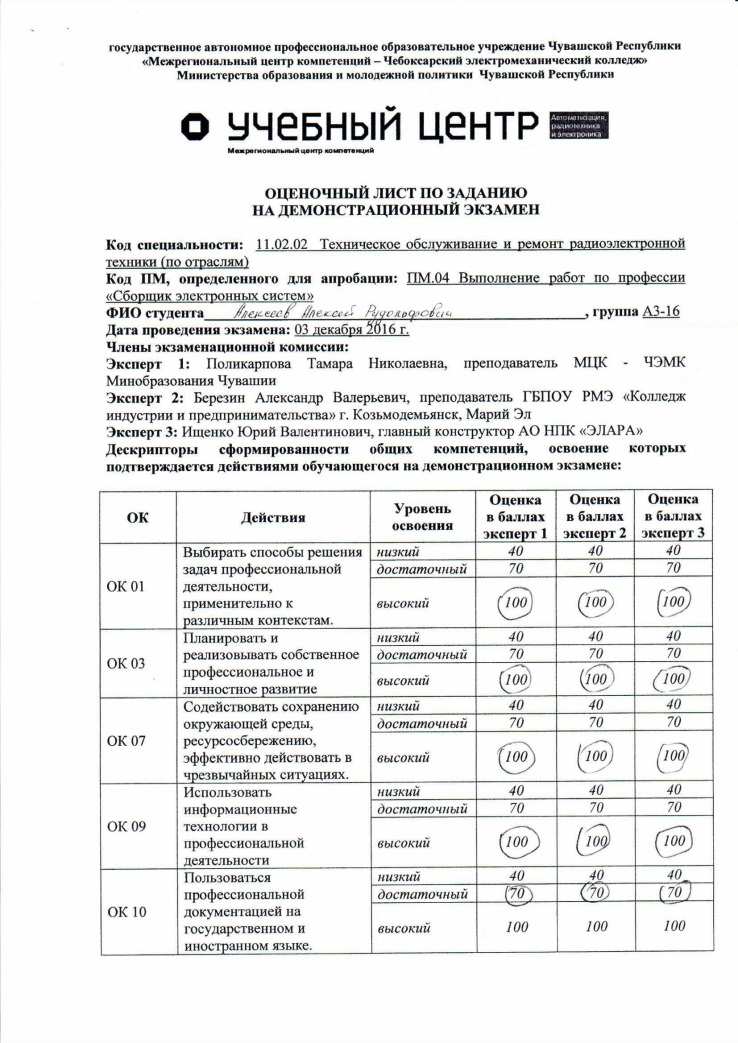 государственное автономное профессиональное образовательное учреждение Чувашской Республики
«Межрегиональный центр компетенций – Чебоксарский электромеханический колледж»
Министерства образования и молодежной политики Чувашской Республики
УЧЕБНЫЙ ЦЕНТР
Автоматизации,
радиотехника
и электроника
Межрегиональный центр компетенций
ОЦЕНОЧНЫЙ ЛИСТ ПО ЗАДАНИЮ
НА ДЕМОНСТРАЦИОННЫЙ ЭКЗАМЕН
Код специальности: 11.02.02 Техническое обслуживание и ремонт радиоэлектронной
техники (по отраслям)
Код ПМ, определенного для апробации: ПМ.04 Выполнение работ по профессии
«Сборщик электронных систем»
ФИО студента Алексеев Алексей Рудольфович, группа А3-16
Дата проведения экзамена: 03 декабря 2016 г.
Члены экзаменационной комиссии:
Эксперт 1: Поликарпова Тамара Николаевна, преподаватель МЦК - ЧЭМК
Минобразования Чувашии
Эксперт 2: Березин Александр Валерьевич, преподаватель ГБПОУ РМЭ «Колледж
индустрии и предпринимательства» г. Козьмодемьянск, Марий Эл
Эксперт 3: Ищенко Юрий Валентинович, главный конструктор АО НПК «ЭЛАРА»
Дескрипторы сформированности общих компетенций, освоение которых
подтверждается действиями обучающегося на демонстрационном экзамене:
ОК Действия Уровень освоения Оценка в баллах эксперт 1 Оценка в баллах эксперт 2 Оценка в баллах эксперт 3
ОК 01
Выбирать способы решения
задач профессиональной
деятельности,
применительно к
различным контекстам.
низкий 40 40 40
достаточный 70 70 70
высокий 100 100 100
ОК 03
Планировать и
реализовывать собственное
профессиональное и
личностное развитие
низкий 40 40 40
достаточный 70 70 70
высокий 100 100 100
ОК 07
Содействовать сохранению
окружающей среды,
ресурсосбережению,
эффективно действовать в
чрезвычайных ситуациях.
низкий 40 40 40
достаточный 70 70 70
высокий 100 100 100
ОК 09
Использовать
информационные
технологии в
профессиональной
деятельности
низкий 40 40 40
достаточный 70 70 70
высокий 100 100 100
ОК 10
Пользоваться
профессиональной
документацией на
государственном и
иностранном языке.
низкий 40 40 40
достаточный 70 70 70
высокий 100 100 100